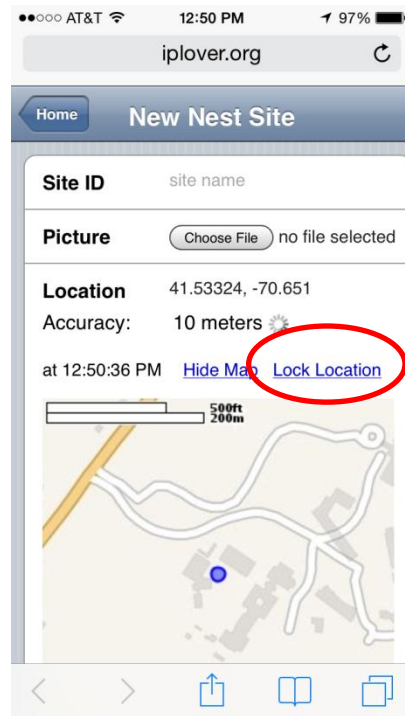 AT&T 12:50 PM 97%
iplover.org
Home New Nest Site
Site ID site name
Picture Choose File no file selected
Location 41.53324, -70.651
Accuracy: 10 meters
at 12:50:36 PM Hide Map Lock Location
500ft
200m